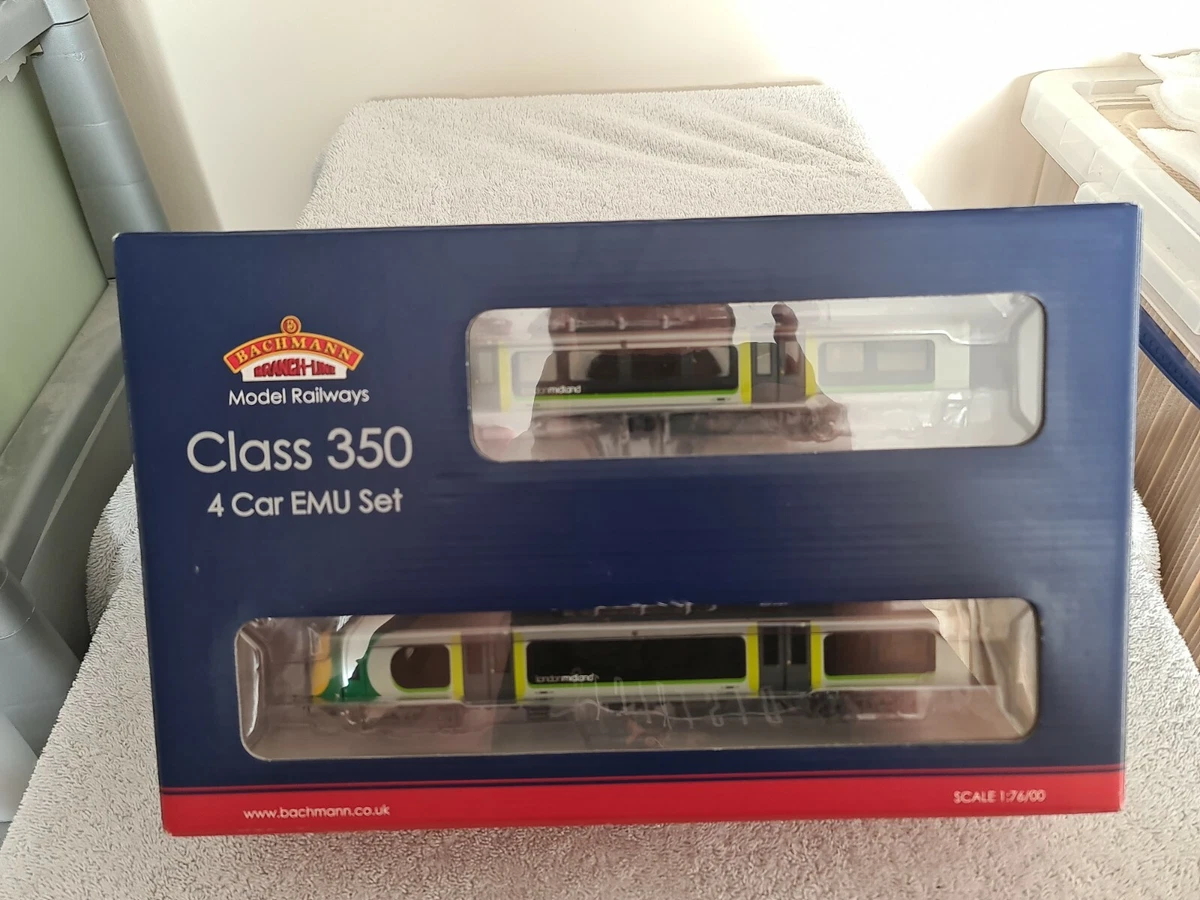 BACHMANN
BRANCH-LINE
Model Railways
Class 350
4 Car EMU Set
londonmidland
londonmidland
www.bachmann.co.uk
SCALE 1:76/00